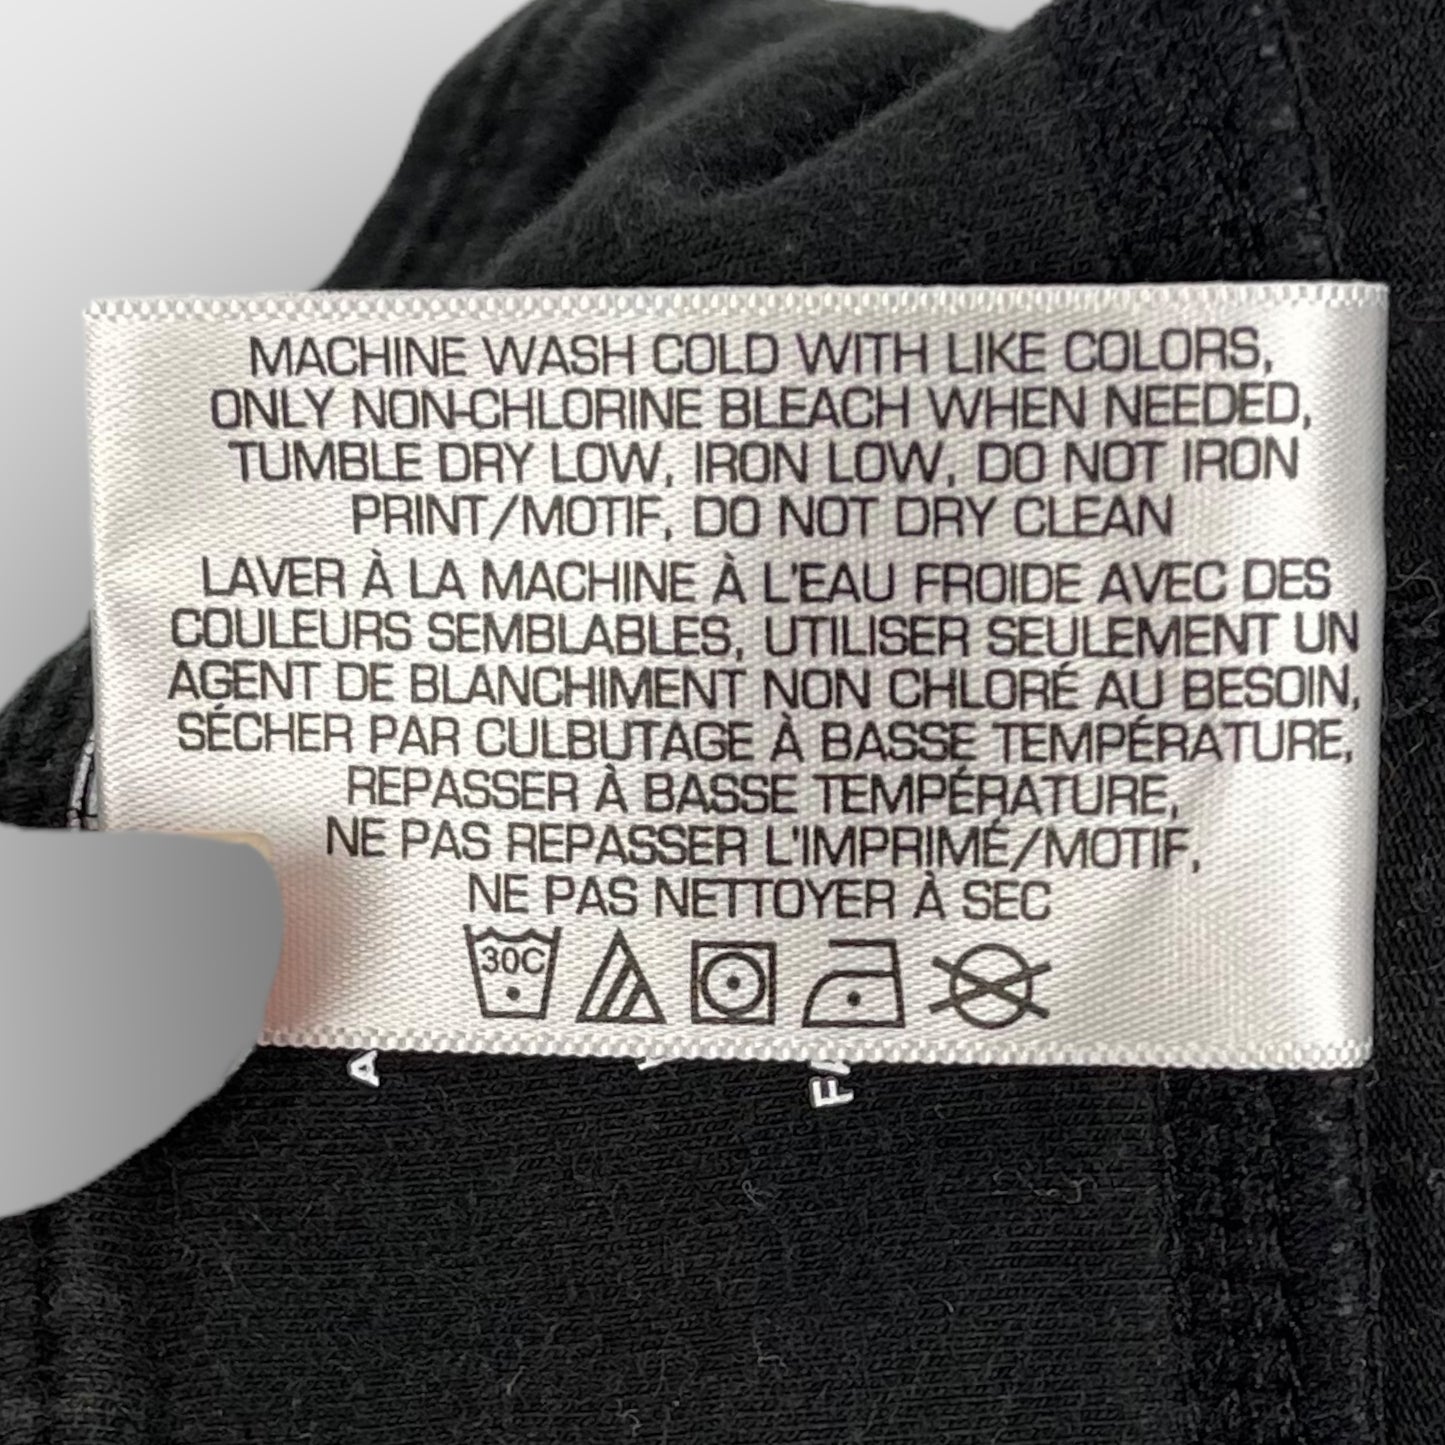 MACHINE WASH COLD WITH LIKE COLORS,
ONLY NON-CHLORINE BLEACH WHEN NEEDED,
TUMBLE DRY LOW, IRON LOW, DO NOT IRON
PRINT/MOTIF, DO NOT DRY CLEAN
LAVER À LA MACHINE À L'EAU FROIDE AVEC DES
COULEURS SEMBLABLES, UTILISER SEULEMENT UN
AGENT DE BLANCHIMENT NON CHLORÉ AU BESOIN,
SÉCHER PAR CULBUTAGE À BASSE TEMPÉRATURE,
REPASSER À BASSE TEMPÉRATURE,
NE PAS REPASSER L'IMPRIMÉ/MOTIF,
NE PAS NETTOYER À SEC
30C